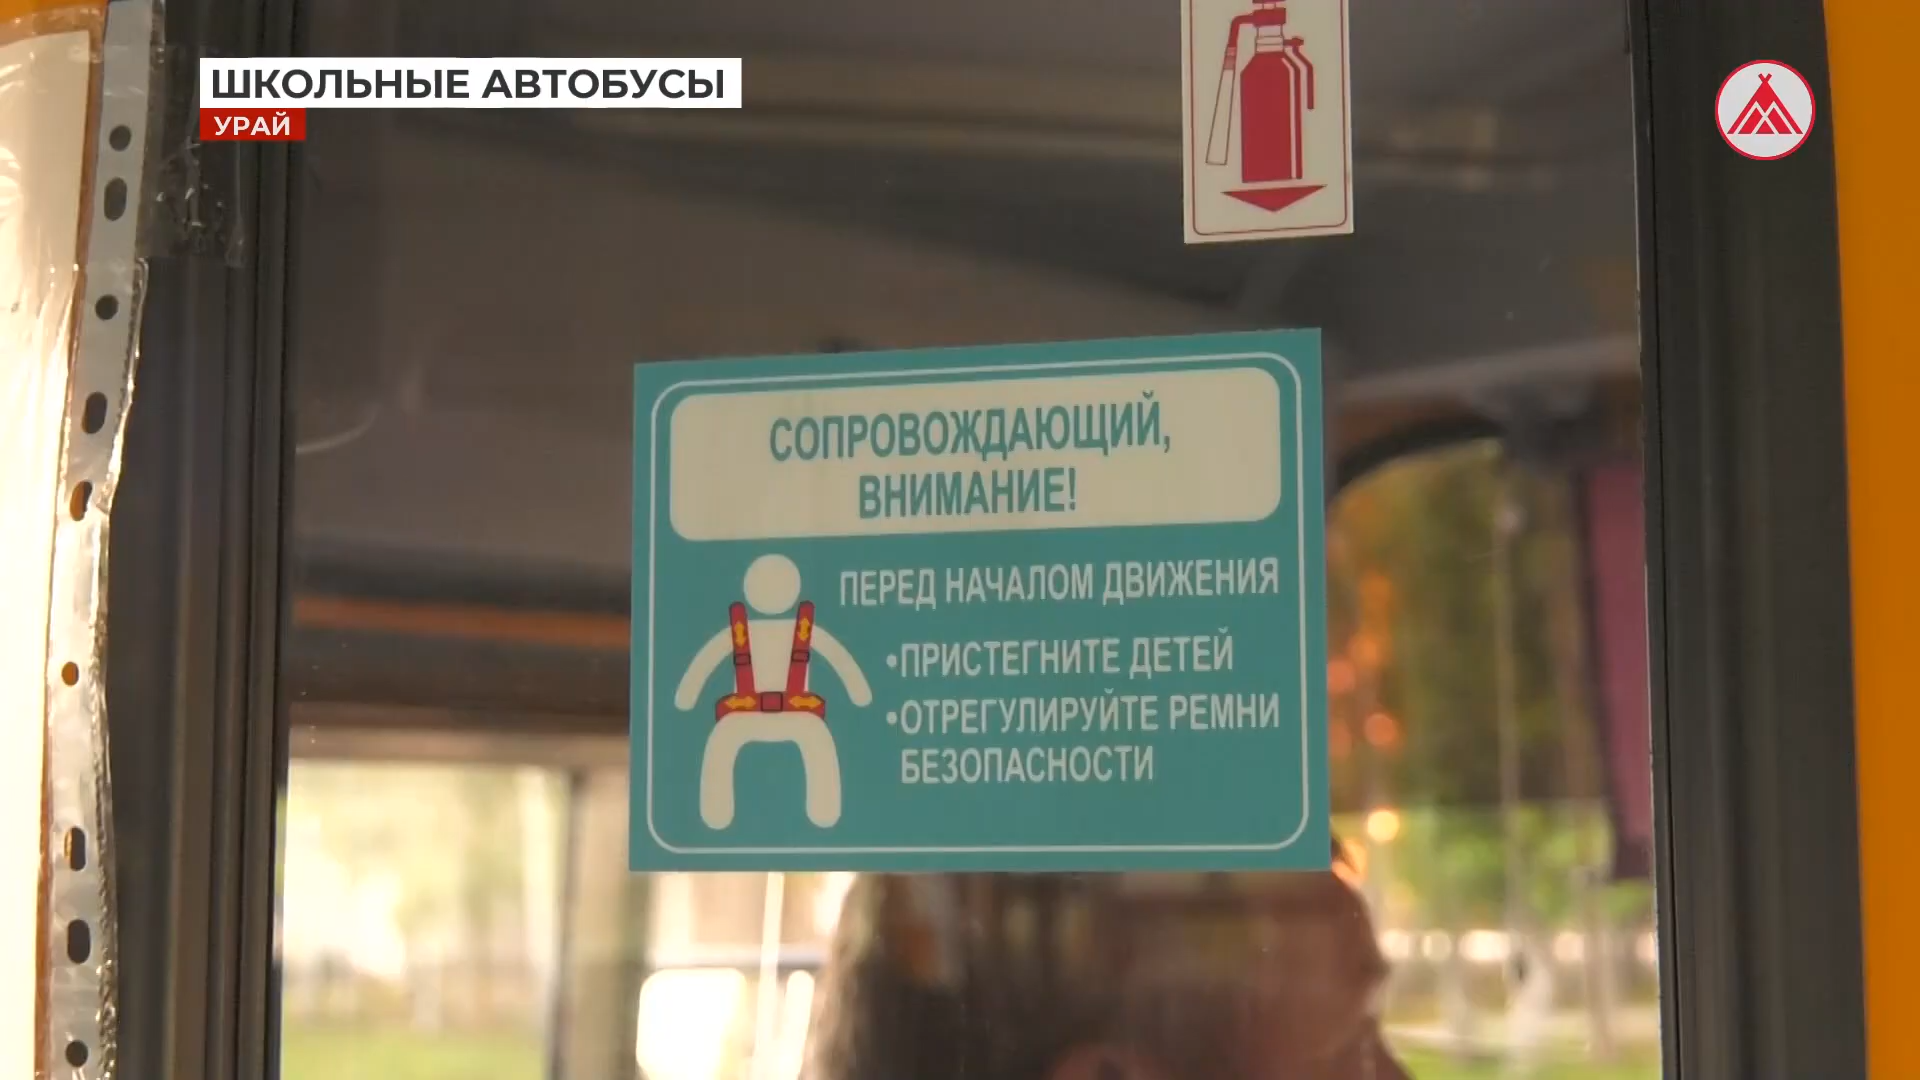 ШКОЛЬНЫЕ АВТОБУСЫ
УРАЙ
СОПРОВОЖДАЮЩИЙ,
ВНИМАНИЕ!
ПЕРЕД НАЧАЛОМ ДВИЖЕНИЯ
•ПРИСТЕГНИТЕ ДЕТЕЙ
•ОТРЕГУЛИРУЙТЕ РЕМНИ
БЕЗОПАСНОСТИ